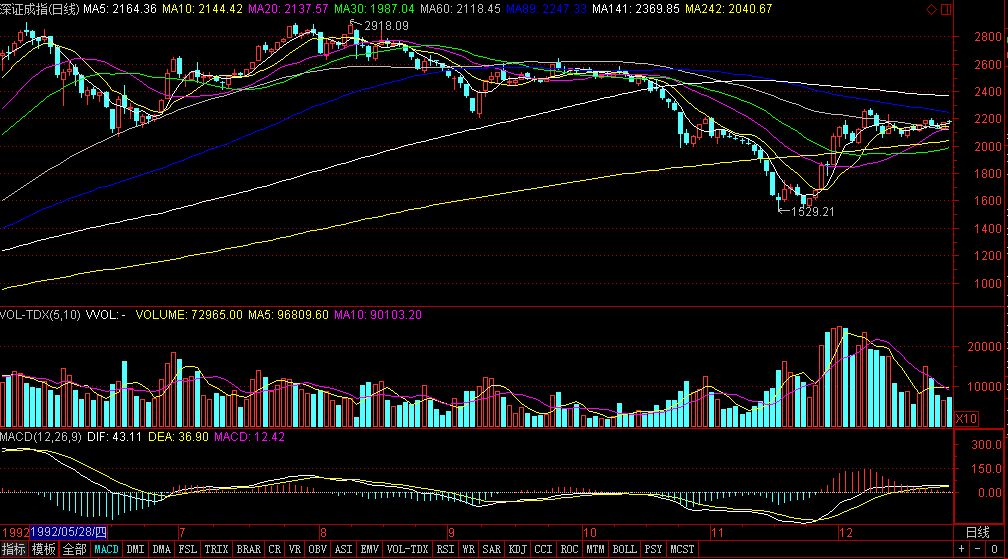 深证成指(日线) MA5: 2164.36 MA10: 2144.42 MA20: 2137.57 MA30: 1987.04 MA60: 2118.45 MA89: 2247.33 MA141: 2369.85 MA242: 2040.67
2918.09
2800
2600
2400
2200
2000
1800
1600
1529.21
1400
1200
1000
VOL-TDX(5,10) VVOL: - VOLUME: 72965.00 MA5: 96809.60 MA10: 90103.20
20000
10000
X10
MACD(12,26,9) DIF: 43.11 DEA: 36.90 MACD: 12.42
300.0
150.0
0.00
1992 1992/05/28/四 7 8 9 10 11 12 日线
指标 模板 全部 MACD DMI DMA FSL TRIX BRAR CR VR OBV ASI EMV VOL-TDX RSI WR SAR KDJ CCI ROC MTM BOLL PSY MCST + -